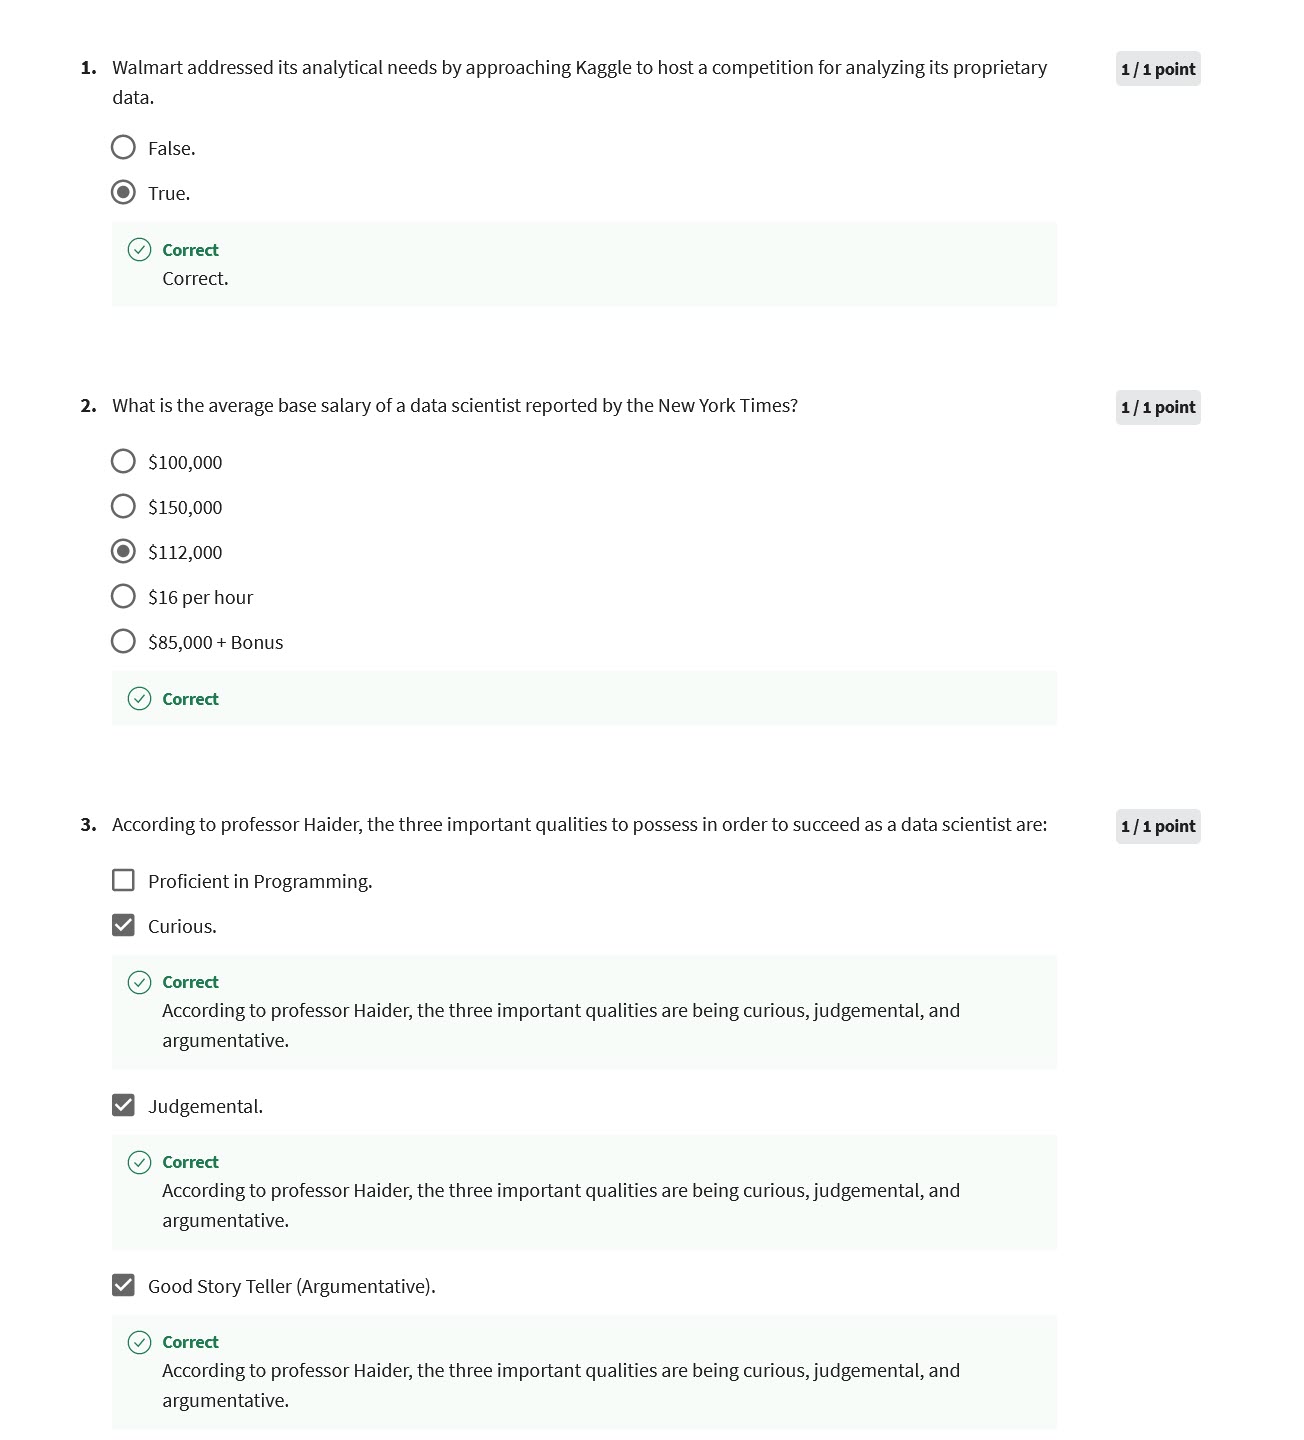 1. Walmart addressed its analytical needs by approaching Kaggle to host a competition for analyzing its proprietary
1 / 1 point
data.
False.
True.
Correct
Correct.
2. What is the average base salary of a data scientist reported by the New York Times?
1 / 1 point
$100,000
$150,000
$112,000
$16 per hour
$85,000 + Bonus
Correct
3. According to professor Haider, the three important qualities to possess in order to succeed as a data scientist are:
1 / 1 point
Proficient in Programming.
Curious.
Correct
According to professor Haider, the three important qualities are being curious, judgemental, and
argumentative.
Judgemental.
Correct
According to professor Haider, the three important qualities are being curious, judgemental, and
argumentative.
Good Story Teller (Argumentative).
Correct
According to professor Haider, the three important qualities are being curious, judgemental, and
argumentative.